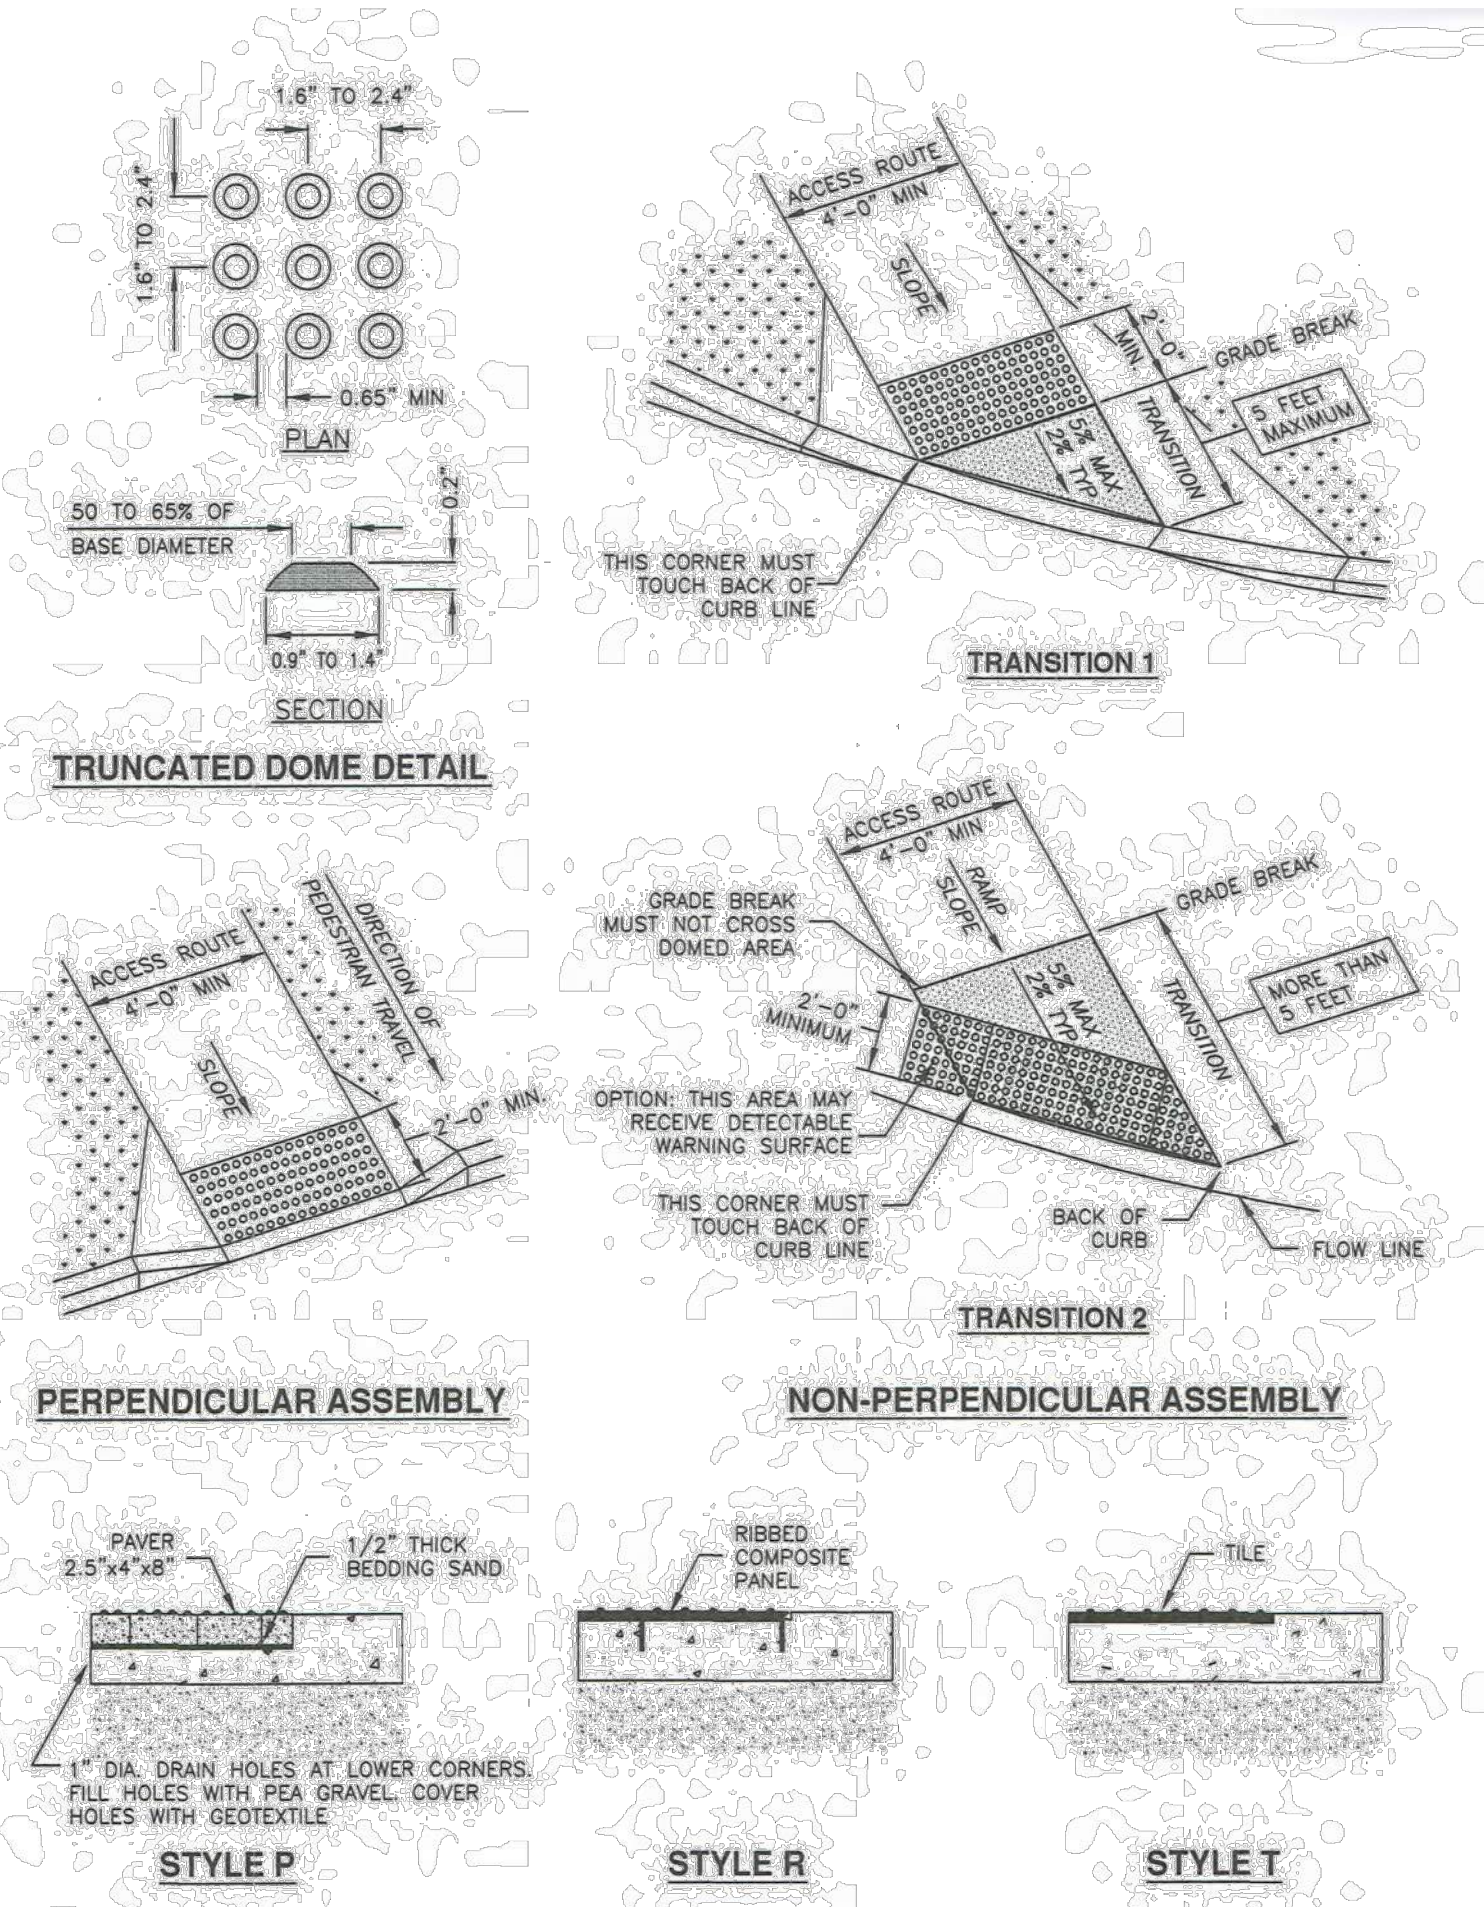 1.6" TO 2.4"
1.6" TO 2.4"
0.65" MIN
PLAN
50 TO 65% OF
BASE DIAMETER
0.2"
0.9" TO 1.4"
SECTION
TRUNCATED DOME DETAIL
ACCESS ROUTE
4'-0" MIN
SLOPE
2'-0"
MIN.
GRADE BREAK
TRANSITION
5 FEET
MAXIMUM
5% MAX
2% TYP
THIS CORNER MUST
TOUCH BACK OF
CURB LINE
TRANSITION 1
ACCESS ROUTE
4'-0" MIN
SLOPE
DIRECTION OF
PEDESTRIAN TRAVEL
2'-0" MIN.
PERPENDICULAR ASSEMBLY
ACCESS ROUTE
4'-0" MIN
RAMP
SLOPE
GRADE BREAK
GRADE BREAK
MUST NOT CROSS
DOMED AREA
2'-0"
MINIMUM
5% MAX
2% TYP
TRANSITION
MORE THAN
5 FEET
OPTION: THIS AREA MAY
RECEIVE DETECTABLE
WARNING SURFACE
THIS CORNER MUST
TOUCH BACK OF
CURB LINE
BACK OF
CURB
FLOW LINE
TRANSITION 2
NON-PERPENDICULAR ASSEMBLY
PAVER
2.5"x4"x8"
1/2" THICK
BEDDING SAND
1" DIA. DRAIN HOLES AT LOWER CORNERS.
FILL HOLES WITH PEA GRAVEL. COVER
HOLES WITH GEOTEXTILE
STYLE P
RIBBED
COMPOSITE
PANEL
STYLE R
TILE
STYLE T